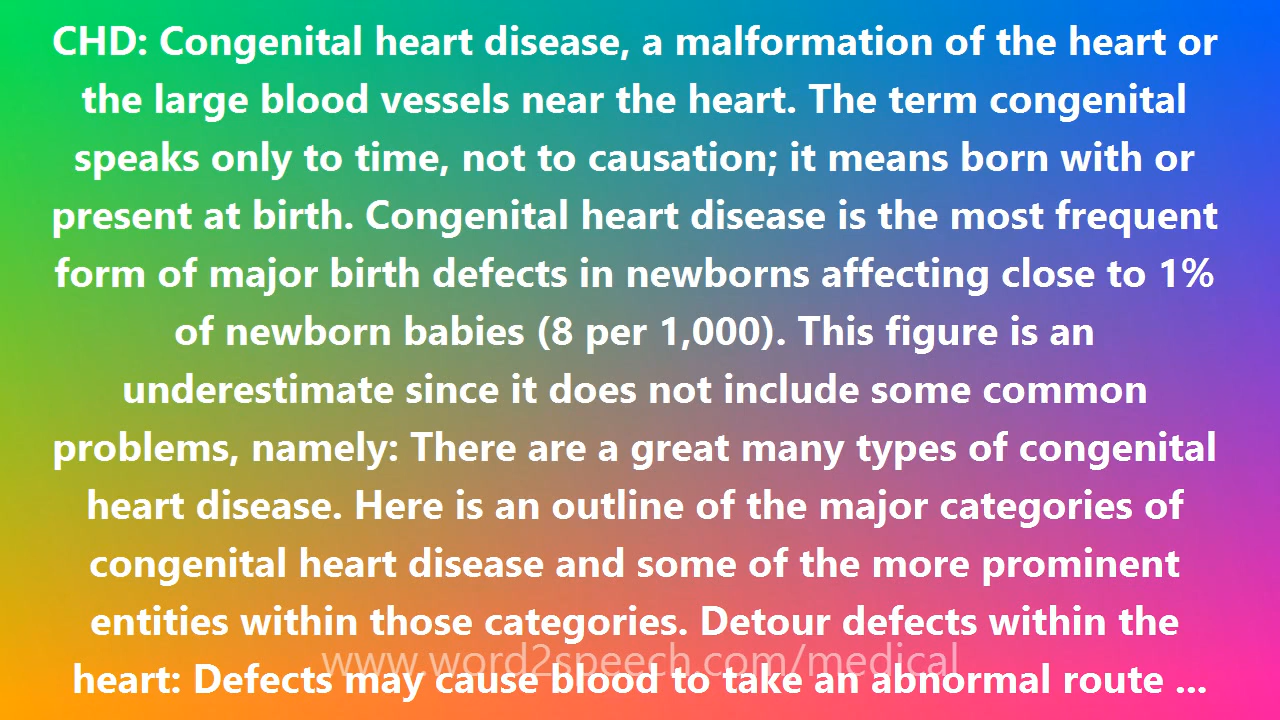 CHD: Congenital heart disease, a malformation of the heart or
the large blood vessels near the heart. The term congenital
speaks only to time, not to causation; it means born with or
present at birth. Congenital heart disease is the most frequent
form of major birth defects in newborns affecting close to 1%
of newborn babies (8 per 1,000). This figure is an
underestimate since it does not include some common
problems, namely: There are a great many types of congenital
heart disease. Here is an outline of the major categories of
congenital heart disease and some of the more prominent
entities within those categories. Detour defects within the
www.word2speech.com/medical
heart: Defects may cause blood to take an abnormal route ...